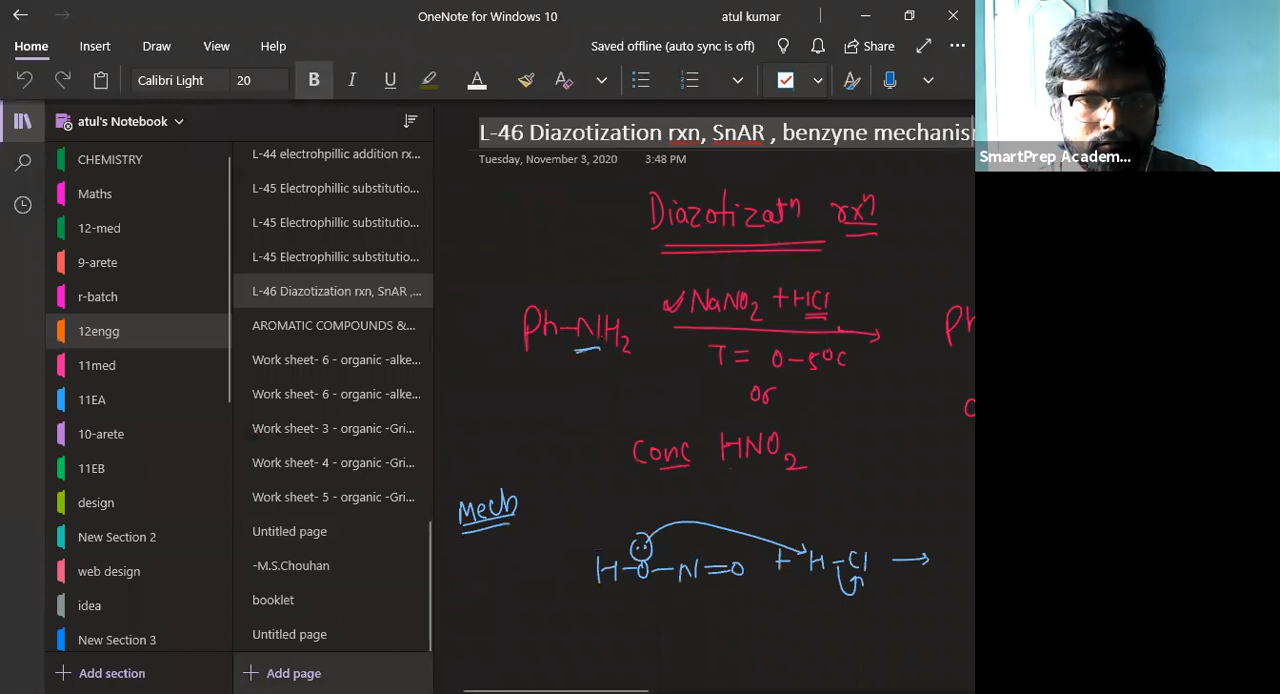 OneNote for Windows 10
atul kumar
Home
Insert
Draw
View
Help
Saved offline (auto sync is off)
Share
Calibri Light
20
B
I
U
A
atul's Notebook
CHEMISTRY
Maths
12-med
9-arete
r-batch
12engg
11med
11EA
10-arete
11EB
design
New Section 2
web design
idea
New Section 3
Add section
L-44 electrohpillic addition rx...
L-45 Electrophillic substitutio...
L-45 Electrophillic substitutio...
L-45 Electrophillic substitutio...
L-46 Diazotization rxn, SnAR ,...
AROMATIC COMPOUNDS &...
Work sheet- 6 - organic -alke...
Work sheet- 6 - organic -alke...
Work sheet- 3 - organic -Gri...
Work sheet- 4 - organic -Gri...
Work sheet- 5 - organic -Gri...
Untitled page
-M.S.Chouhan
booklet
Untitled page
Add page
L-46 Diazotization rxn, SnAR , benzyne mechanism
Tuesday, November 3, 2020 3:48 PM
Diazotizatⁿ rxⁿ
Ph-NH₂ NaNO₂ + HCl → Ph
T = 0-5°C
or
Conc HNO₂
Mech
H-O-N=O + H-Cl →
SmartPrep Academ...